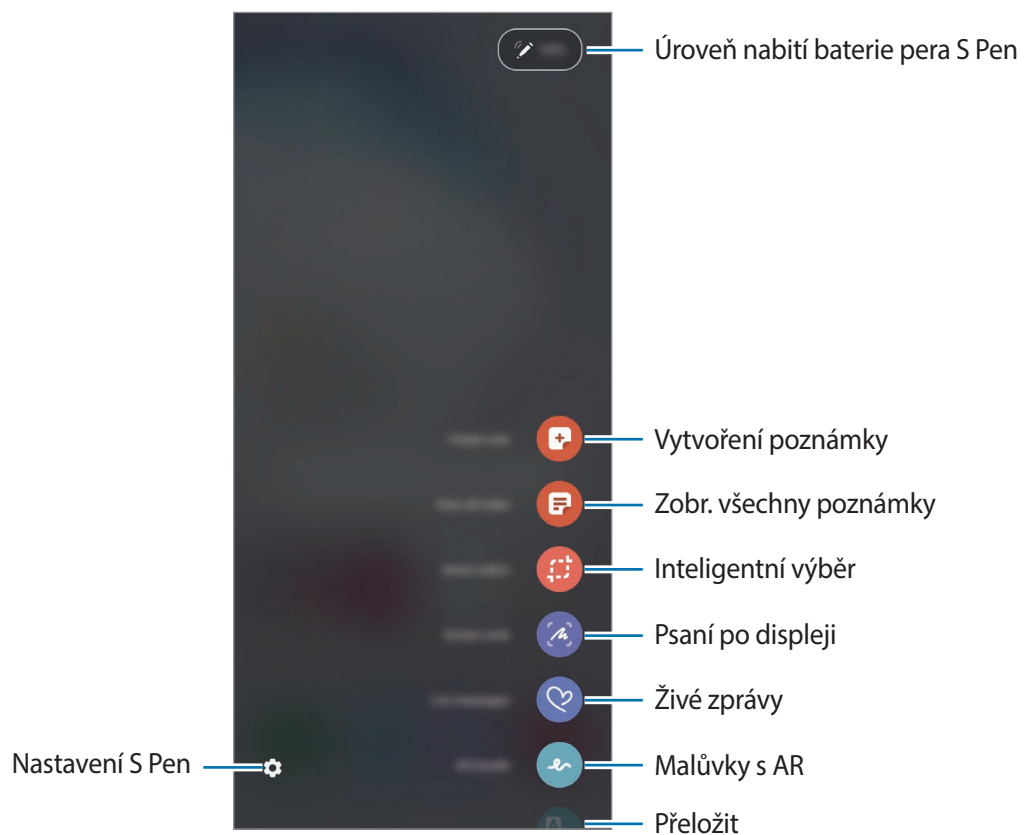 Úroveň nabití baterie pera S Pen
Vytvoření poznámky
Zobr. všechny poznámky
Inteligentní výběr
Psaní po displeji
Živé zprávy
Nastavení S Pen
Malůvky s AR
Přeložit